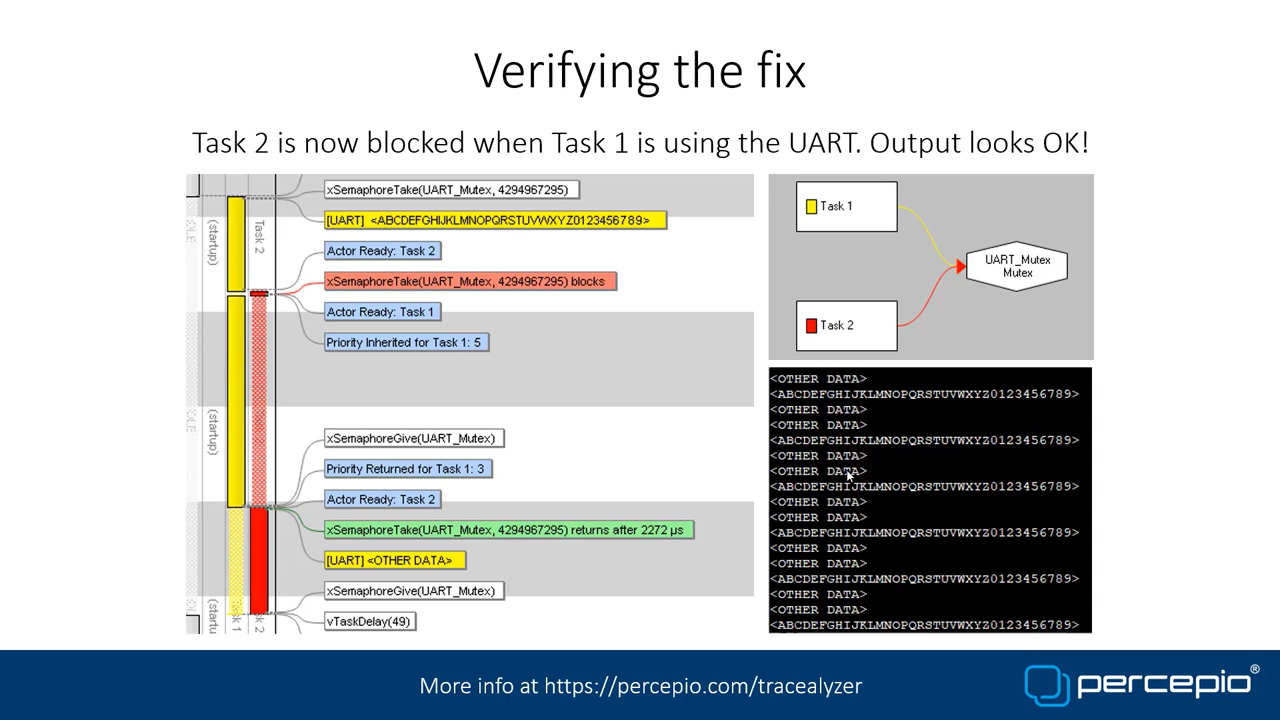 Verifying the fix
Task 2 is now blocked when Task 1 is using the UART. Output looks OK!
xSemaphoreTake(UART_Mutex, 4294967295)
[UART] <ABCDEFGHIJKLMNOPQRSTUVWXYZ0123456789>
Actor Ready: Task 2
xSemaphoreTake(UART_Mutex, 4294967295) blocks
Actor Ready: Task 1
Priority Inherited for Task 1: 5
xSemaphoreGive(UART_Mutex)
Priority Returned for Task 1: 3
Actor Ready: Task 2
xSemaphoreTake(UART_Mutex, 4294967295) returns after 2272 µs
[UART] <OTHER DATA>
xSemaphoreGive(UART_Mutex)
vTaskDelay(49)
(startup)
Task 2
(startup)
Task 1
UART_Mutex
Mutex
Task 2
<OTHER DATA>
<ABCDEFGHIJKLMNOPQRSTUVWXYZ0123456789>
<OTHER DATA>
<OTHER DATA>
<ABCDEFGHIJKLMNOPQRSTUVWXYZ0123456789>
<OTHER DATA>
<OTHER DATA>
<ABCDEFGHIJKLMNOPQRSTUVWXYZ0123456789>
<OTHER DATA>
<OTHER DATA>
<ABCDEFGHIJKLMNOPQRSTUVWXYZ0123456789>
<OTHER DATA>
<OTHER DATA>
<ABCDEFGHIJKLMNOPQRSTUVWXYZ0123456789>
<OTHER DATA>
<OTHER DATA>
<ABCDEFGHIJKLMNOPQRSTUVWXYZ0123456789>
More info at https://percepio.com/tracealyzer
percepio®